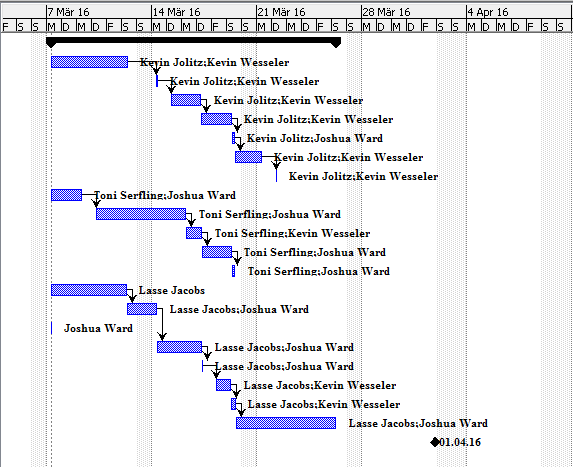 7 Mär 16 14 Mär 16 21 Mär 16 28 Mär 16 4 Apr 16
F S S M D M D F S S M D M D F S S M D M D F S S M D M D F S S M D M D F S S
Kevin Jolitz;Kevin Wesseler
Kevin Jolitz;Kevin Wesseler
Kevin Jolitz;Kevin Wesseler
Kevin Jolitz;Kevin Wesseler
Kevin Jolitz;Joshua Ward
Kevin Jolitz;Kevin Wesseler
Kevin Jolitz;Kevin Wesseler
Toni Serfling;Joshua Ward
Toni Serfling;Joshua Ward
Toni Serfling;Kevin Wesseler
Toni Serfling;Joshua Ward
Toni Serfling;Joshua Ward
Lasse Jacobs
Lasse Jacobs;Joshua Ward
Joshua Ward
Lasse Jacobs;Joshua Ward
Lasse Jacobs;Joshua Ward
Lasse Jacobs;Kevin Wesseler
Lasse Jacobs;Kevin Wesseler
Lasse Jacobs;Joshua Ward
01.04.16